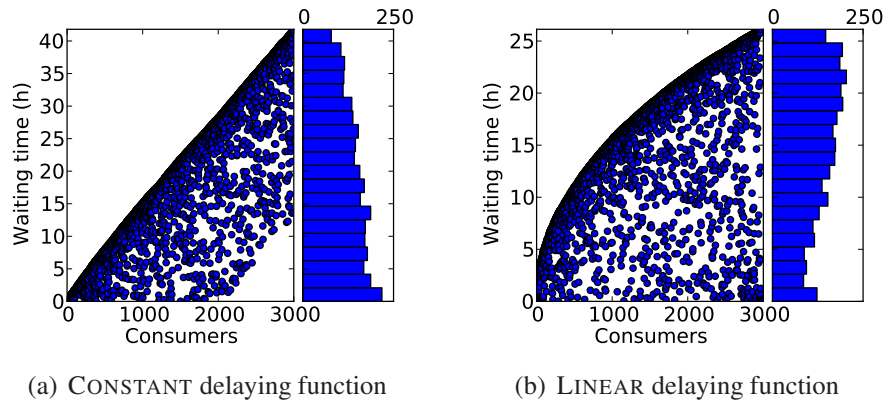 0 250
40
35
30
25
20
15
10
5
0
Waiting time (h)
0 1000 2000 3000
Consumers
0 250
25
20
15
10
5
0
Waiting time (h)
0 1000 2000 3000
Consumers
(a) CONSTANT delaying function
(b) LINEAR delaying function